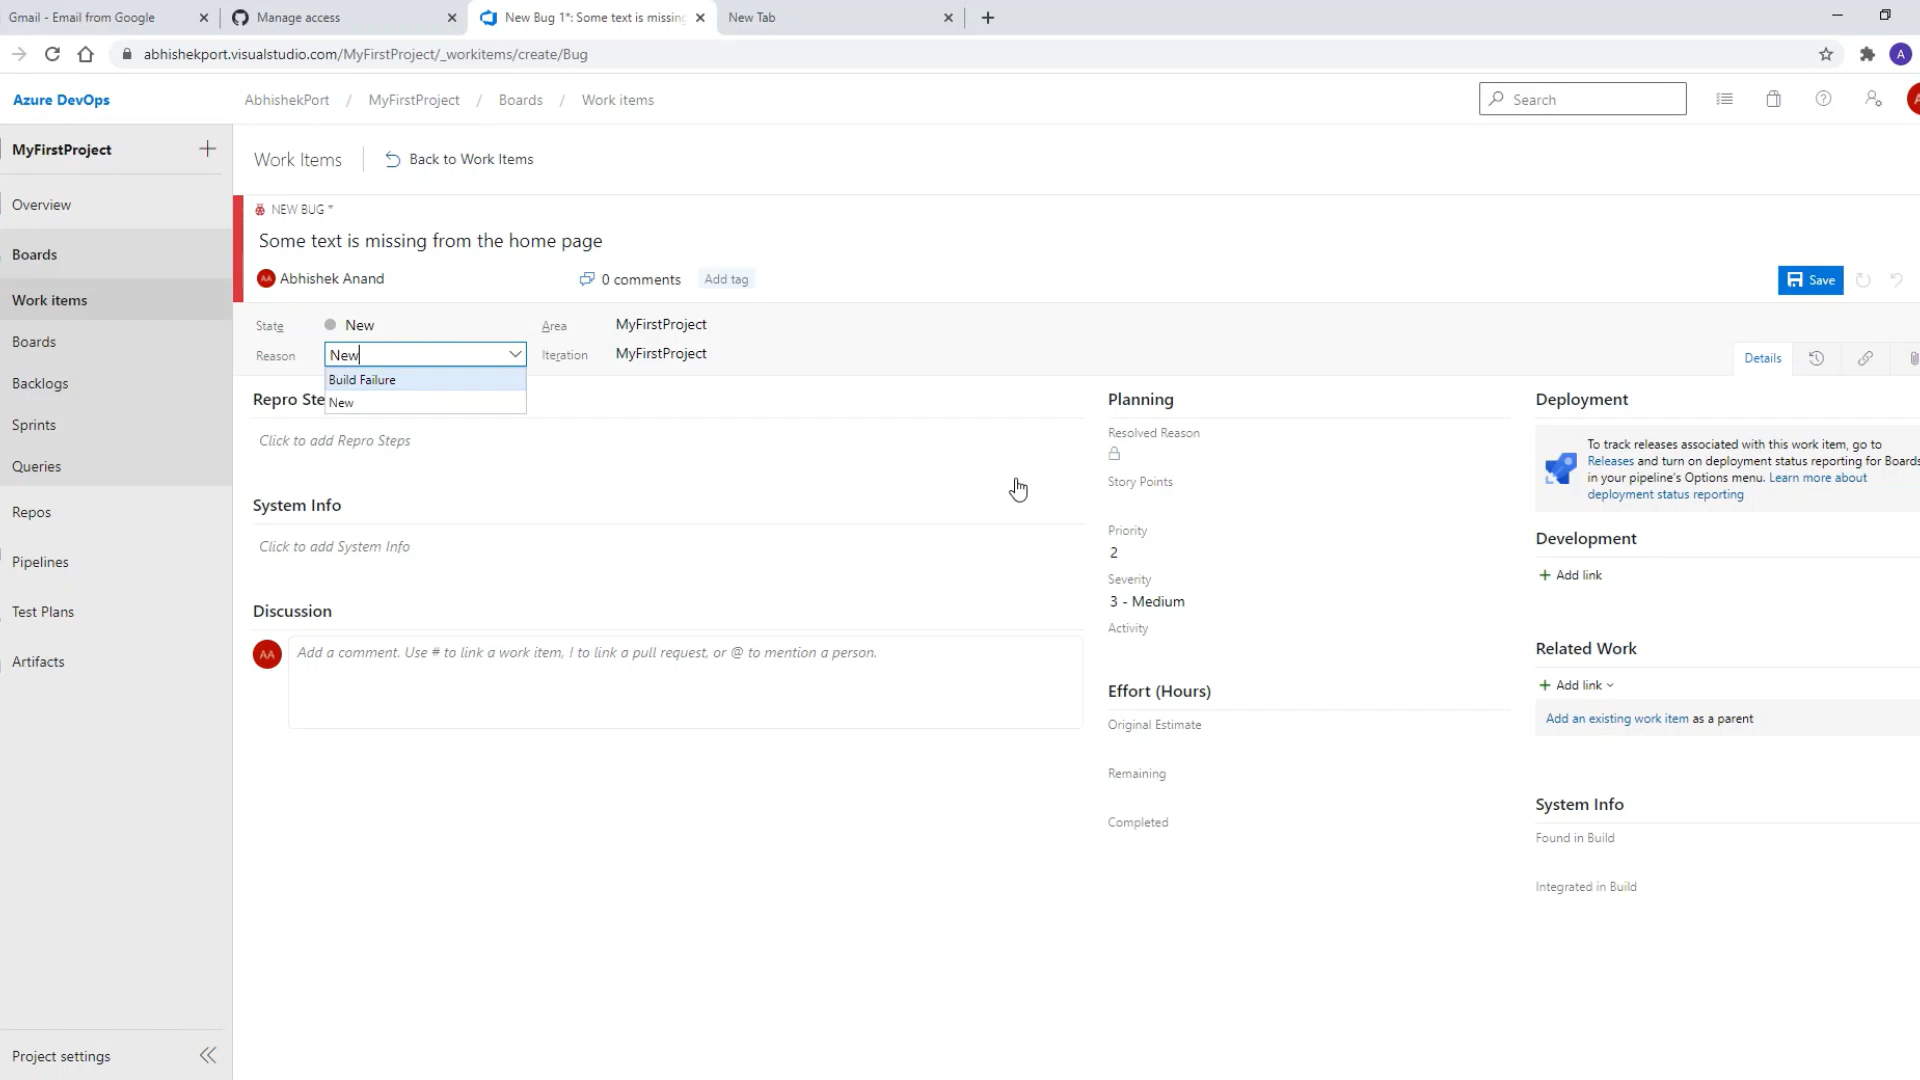 Gmail - Email from Google
Manage access
New Bug 1*: Some text is missing
New Tab
abhishekport.visualstudio.com/MyFirstProject/_workitems/create/Bug
A
Azure DevOps
AbhishekPort / MyFirstProject / Boards / Work items
Search
MyFirstProject
Work Items
Back to Work Items
Overview
NEW BUG *
Some text is missing from the home page
Boards
AA Abhishek Anand
0 comments
Add tag
Save
Work items
State
New
Area
MyFirstProject
Reason
New
Iteration
MyFirstProject
Details
Boards
Build Failure
New
Backlogs
Repro Ste
Click to add Repro Steps
Sprints
Queries
System Info
Click to add System Info
Repos
Pipelines
Discussion
AA
Add a comment. Use # to link a work item, ! to link a pull request, or @ to mention a person.
Test Plans
Artifacts
Planning
Resolved Reason
Story Points
Priority
2
Severity
3 - Medium
Activity
Effort (Hours)
Original Estimate
Remaining
Completed
Deployment
To track releases associated with this work item, go to
Releases and turn on deployment status reporting for Boards
in your pipeline's Options menu. Learn more about
deployment status reporting
Development
Add link
Related Work
Add link
Add an existing work item as a parent
System Info
Found in Build
Integrated in Build
Project settings